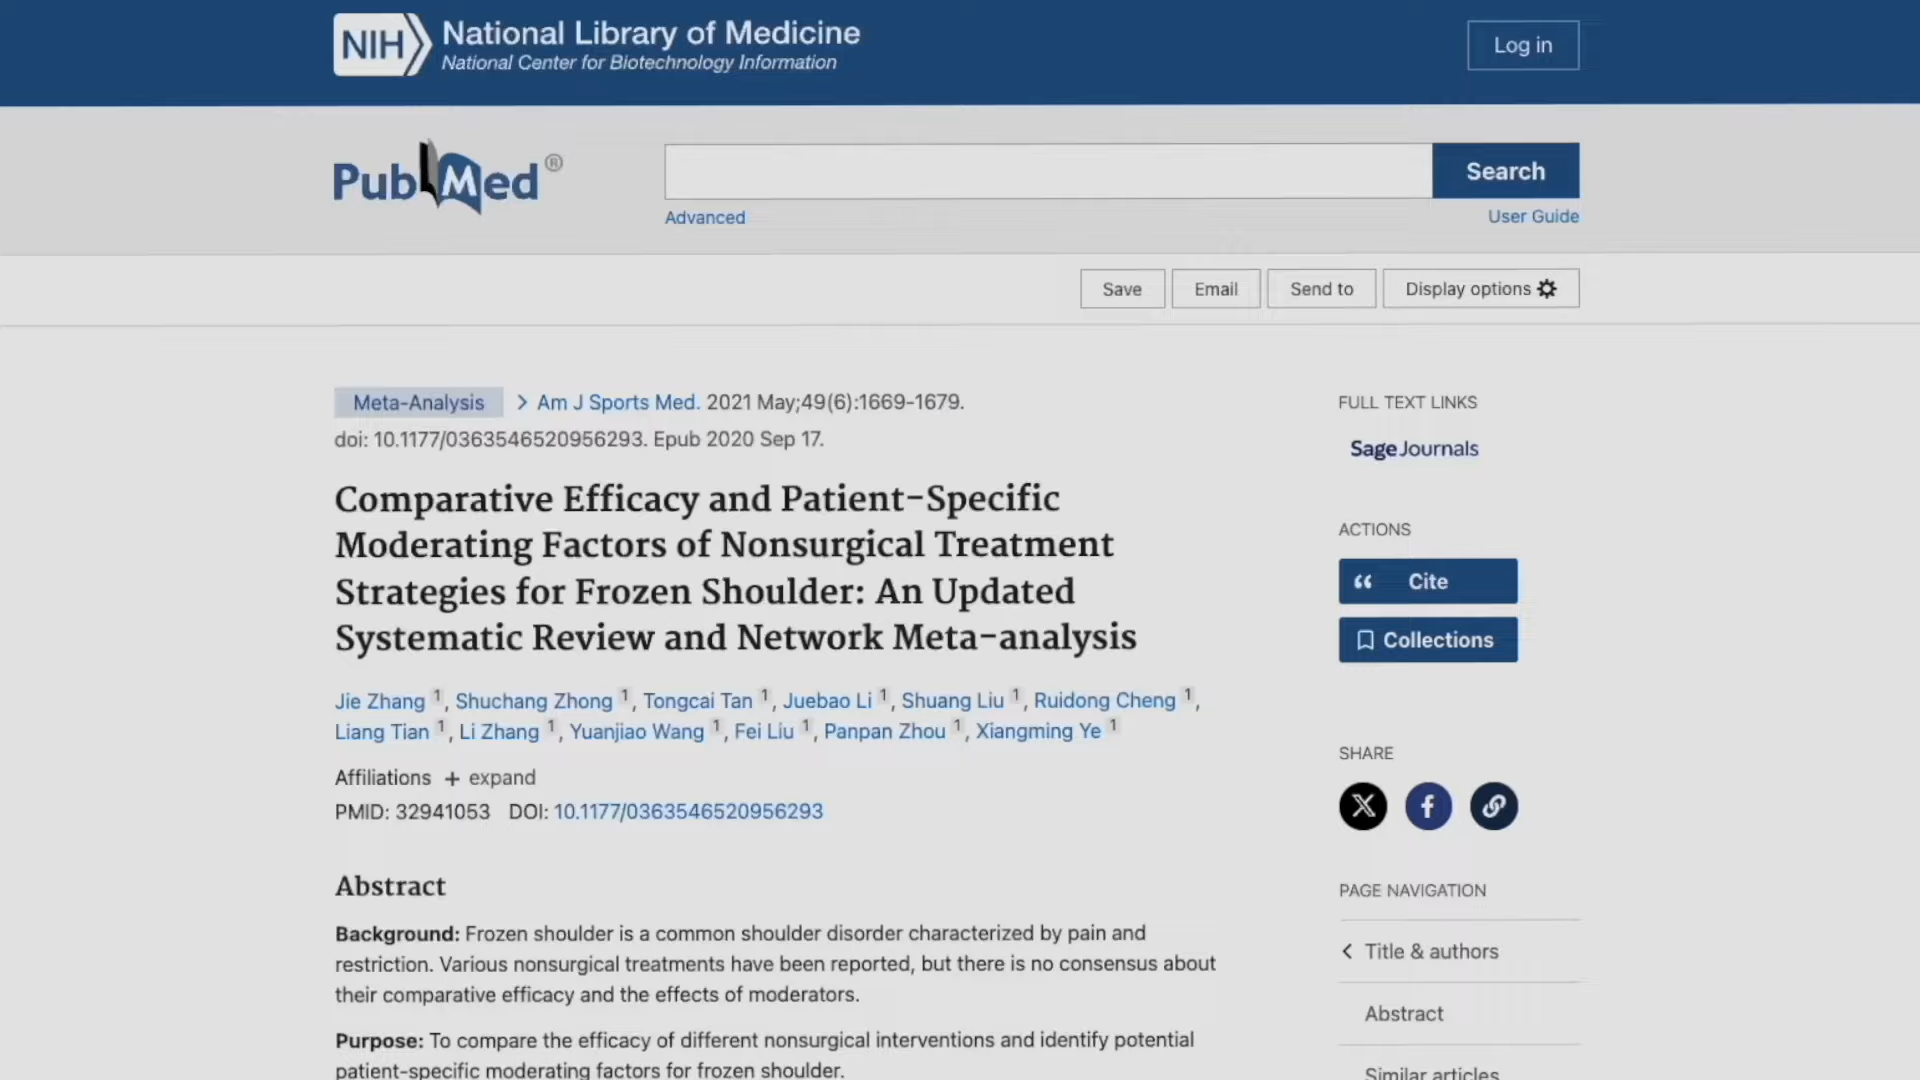 NIH National Library of Medicine
National Center for Biotechnology Information
Log in
PubMed®
Search
Advanced
User Guide
Save
Email
Send to
Display options
Meta-Analysis > Am J Sports Med. 2021 May;49(6):1669-1679.
doi: 10.1177/0363546520956293. Epub 2020 Sep 17.
Comparative Efficacy and Patient-Specific
Moderating Factors of Nonsurgical Treatment
Strategies for Frozen Shoulder: An Updated
Systematic Review and Network Meta-analysis
Jie Zhang 1, Shuchang Zhong 1, Tongcai Tan 1, Juebao Li 1, Shuang Liu 1, Ruidong Cheng 1,
Liang Tian 1, Li Zhang 1, Yuanjiao Wang 1, Fei Liu 1, Panpan Zhou 1, Xiangming Ye 1
Affiliations + expand
PMID: 32941053 DOI: 10.1177/0363546520956293
Abstract
Background: Frozen shoulder is a common shoulder disorder characterized by pain and
restriction. Various nonsurgical treatments have been reported, but there is no consensus about
their comparative efficacy and the effects of moderators.
Purpose: To compare the efficacy of different nonsurgical interventions and identify potential
patient-specific moderating factors for frozen shoulder.
FULL TEXT LINKS
Sage Journals
ACTIONS
Cite
Collections
SHARE
PAGE NAVIGATION
Title & authors
Abstract
Similar articles